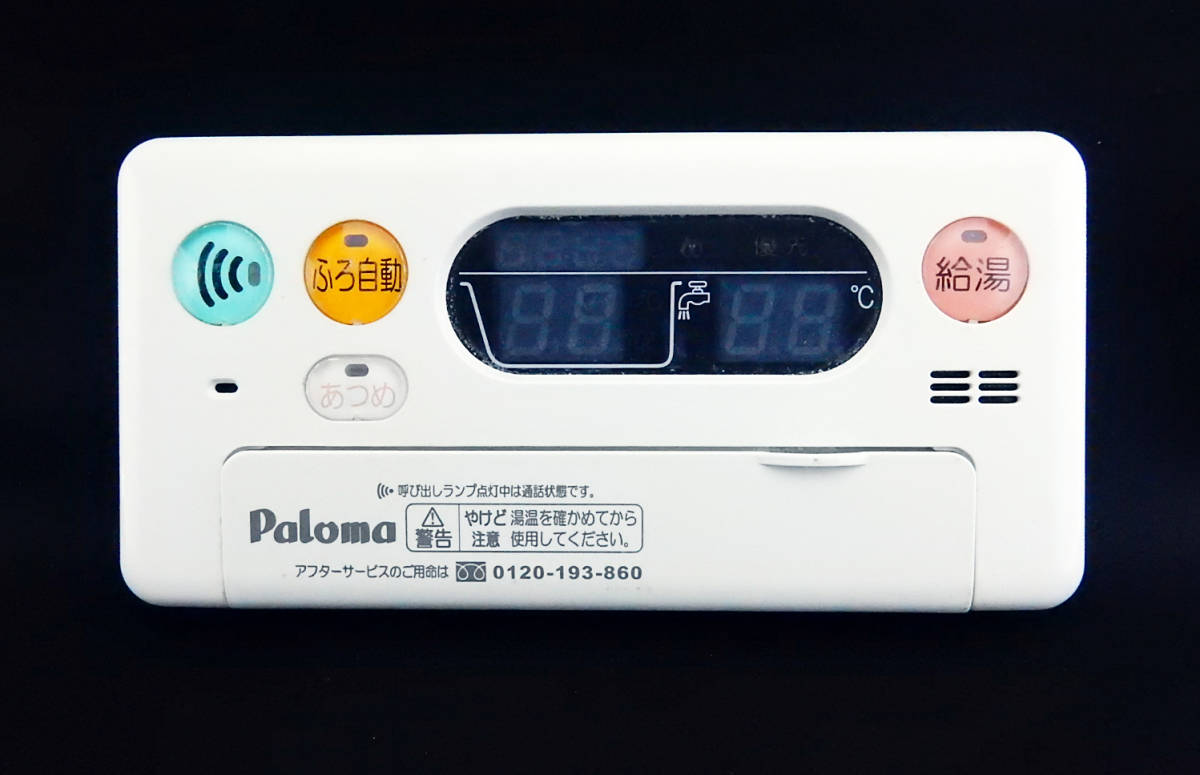 ふろ自動
給湯
℃
あつめ
呼び出しランプ点灯中は通話状態です。
Paloma
警告
やけど注意
湯温を確かめてから
使用してください。
アフターサービスのご用命は 0120-193-860